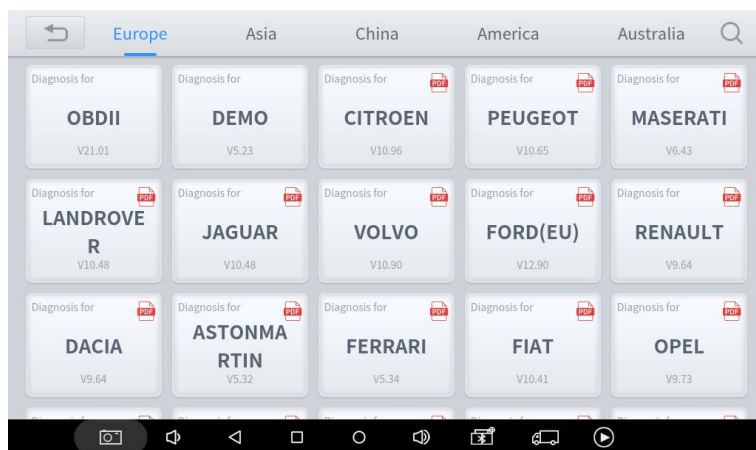 Europe Asia China America Australia
Diagnosis for Diagnosis for Diagnosis for PDF Diagnosis for PDF Diagnosis for PDF
OBDII DEMO CITROEN PEUGEOT MASERATI
V21.01 V5.23 V10.96 V10.65 V6.43
Diagnosis for PDF Diagnosis for PDF Diagnosis for PDF Diagnosis for PDF Diagnosis for PDF
LANDROVE
R JAGUAR VOLVO FORD(EU) RENAULT
V10.48 V10.48 V10.90 V12.90 V9.64
Diagnosis for PDF Diagnosis for PDF Diagnosis for PDF Diagnosis for PDF Diagnosis for PDF
DACIA ASTONMA
RTIN FERRARI FIAT OPEL
V9.64 V5.32 V5.34 V10.41 V9.73